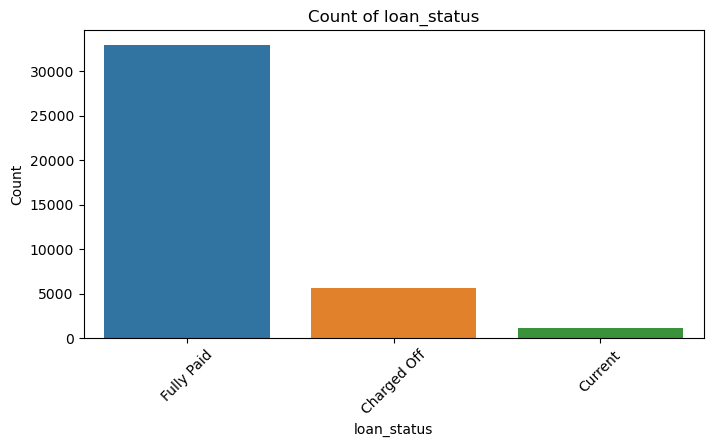 Count of loan_status
Count
30000
25000
20000
15000
10000
5000
0
Fully Paid
Charged Off
Current
loan_status